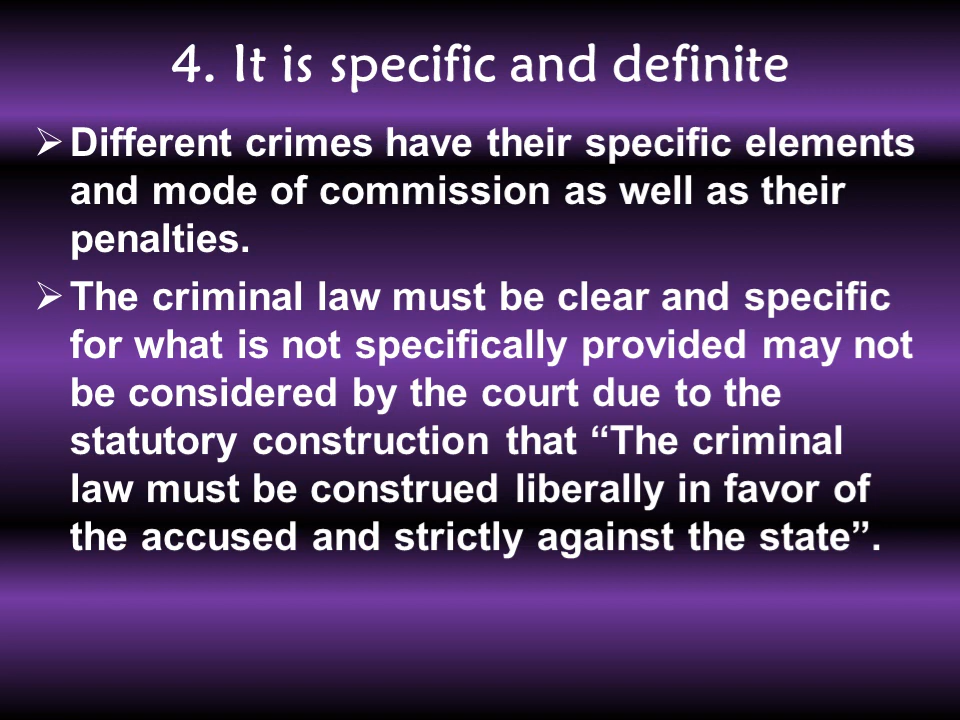 4. It is specific and definite
➢ Different crimes have their specific elements
and mode of commission as well as their
penalties.
➢ The criminal law must be clear and specific
for what is not specifically provided may not
be considered by the court due to the
statutory construction that “The criminal
law must be construed liberally in favor of
the accused and strictly against the state”.